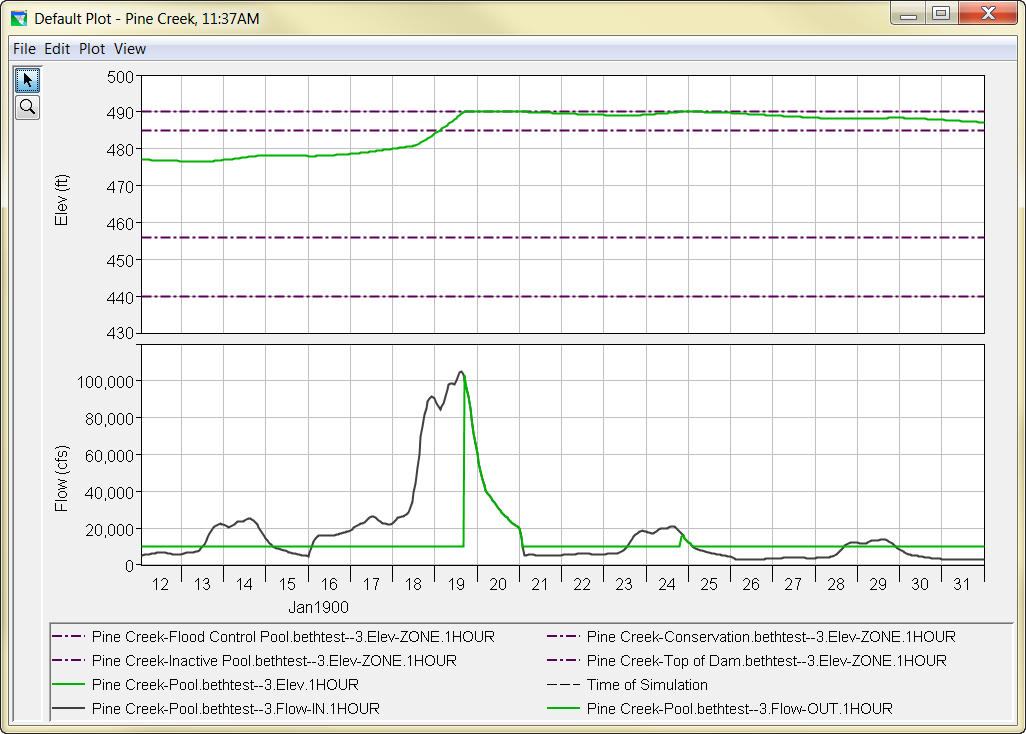 Default Plot - Pine Creek, 11:37AM
File Edit Plot View
500
490
480
470
460
450
440
430
Elev (ft)
100,000
80,000
60,000
40,000
20,000
0
Flow (cfs)
12 13 14 15 16 17 18 19 20 21 22 23 24 25 26 27 28 29 30 31
Jan1900
Pine Creek-Flood Control Pool.bethtest--3.Elev-ZONE.1HOUR Pine Creek-Conservation.bethtest--3.Elev-ZONE.1HOUR
Pine Creek-Inactive Pool.bethtest--3.Elev-ZONE.1HOUR Pine Creek-Top of Dam.bethtest--3.Elev-ZONE.1HOUR
Pine Creek-Pool.bethtest--3.Elev.1HOUR Time of Simulation
Pine Creek-Pool.bethtest--3.Flow-IN.1HOUR Pine Creek-Pool.bethtest--3.Flow-OUT.1HOUR